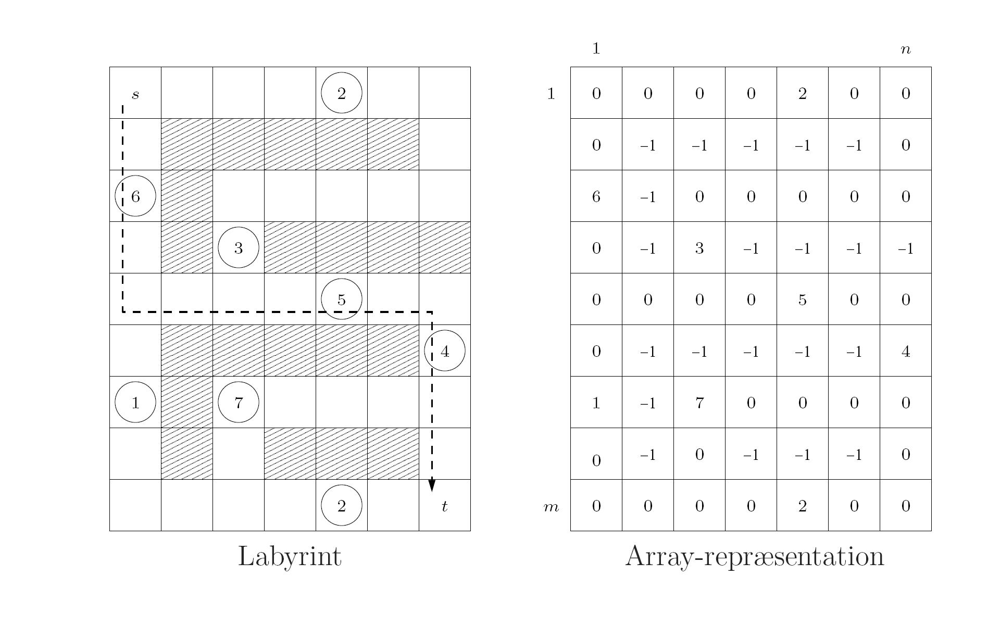 1 n
s 2
1 0 0 0 0 2 0 0
0 –1 –1 –1 –1 –1 0
6
6 –1 0 0 0 0 0
3
0 –1 3 –1 –1 –1 –1
5
0 0 0 0 5 0 0
4
0 –1 –1 –1 –1 –1 4
1 7
1 –1 7 0 0 0 0
0 –1 0 –1 –1 –1 0
2 t
m 0 0 0 0 2 0 0
Labyrint
Array-repræsentation